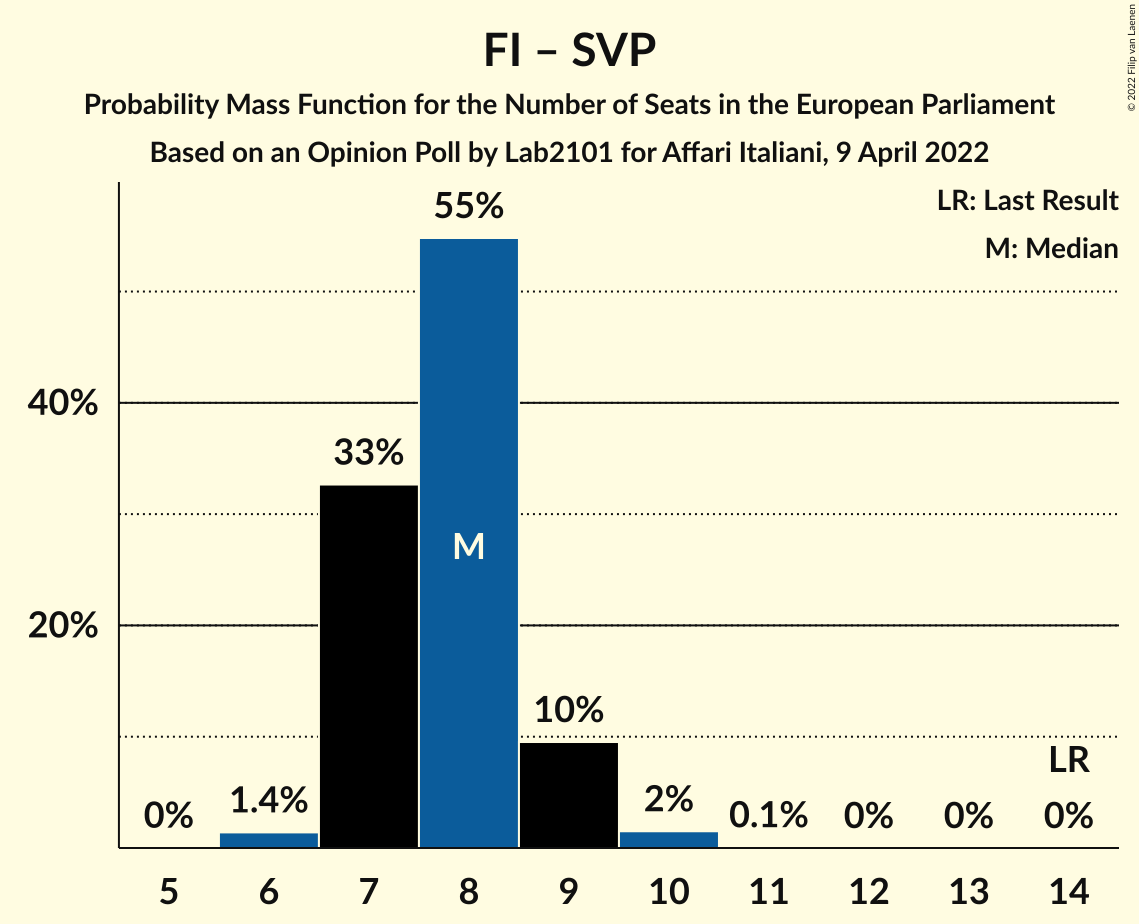 FI – SVP
Probability Mass Function for the Number of Seats in the European Parliament
Based on an Opinion Poll by Lab2101 for Affari Italiani, 9 April 2022
© 2022 Filip van Laenen
LR: Last Result
M: Median
55%
40%
33%
M
20%
10%
LR
0% 1.4% 2% 0.1% 0% 0% 0%
5 6 7 8 9 10 11 12 13 14